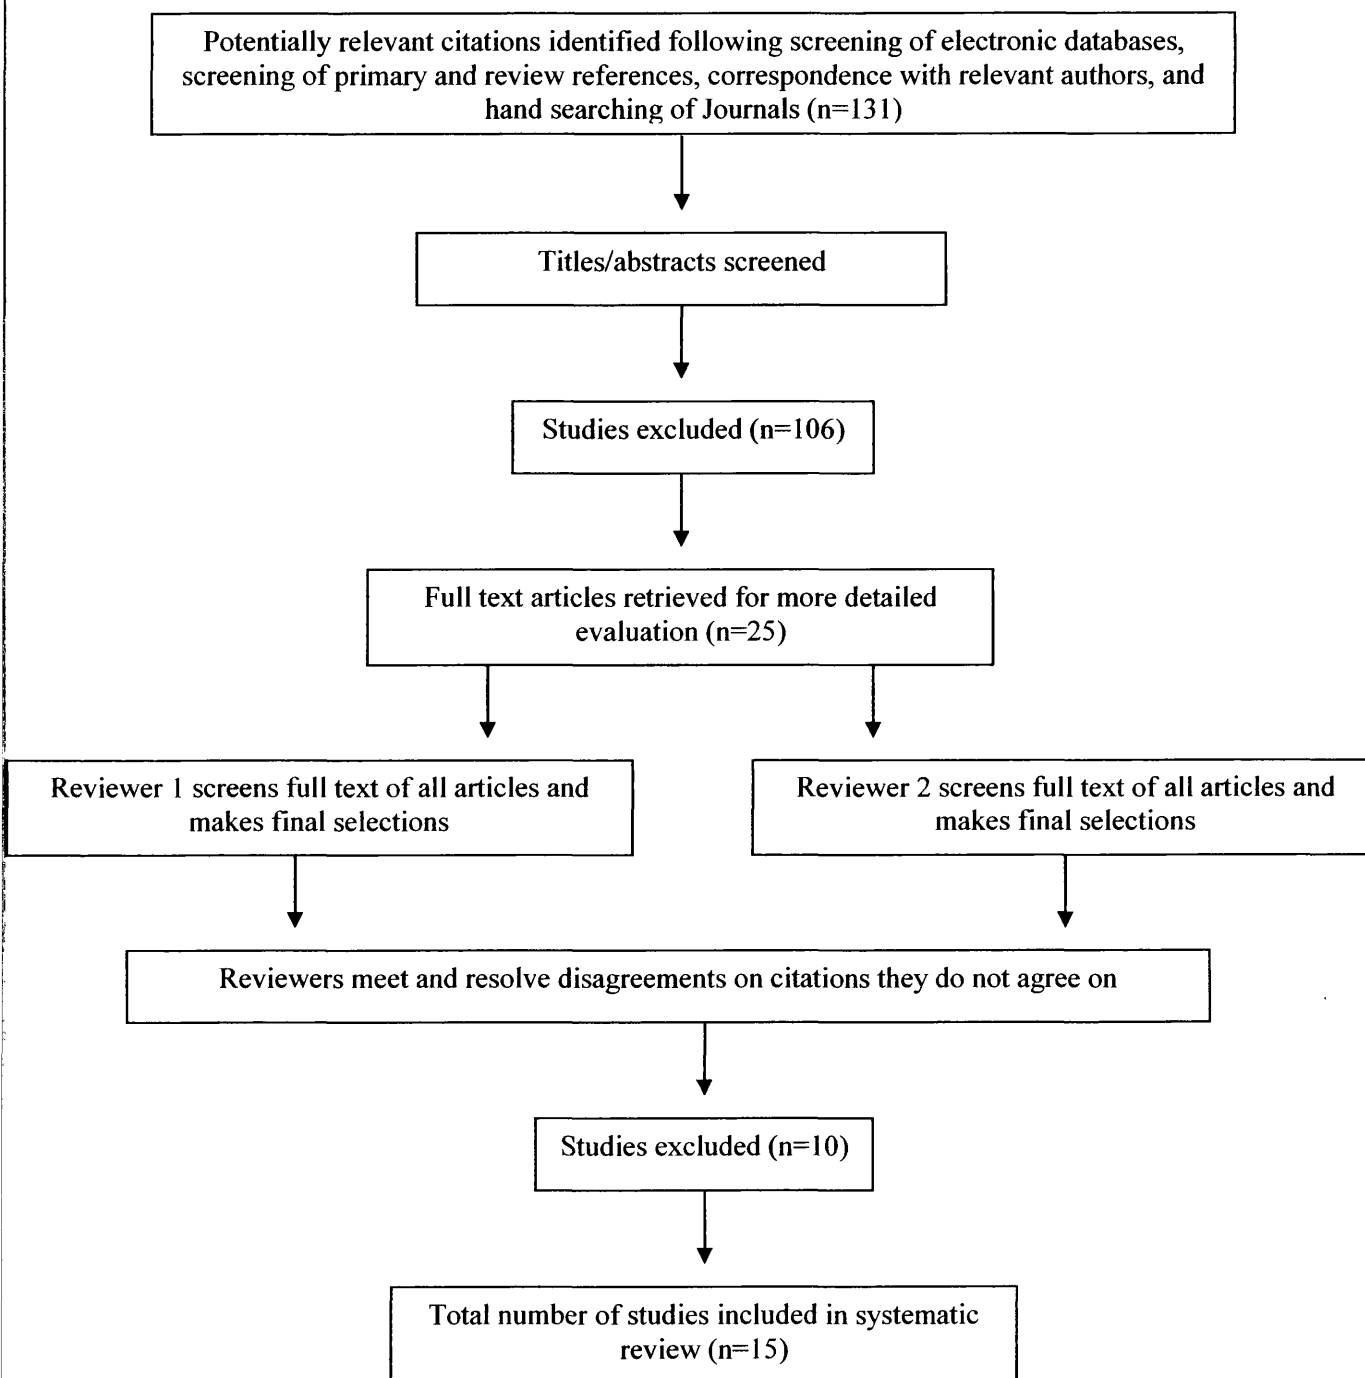 Potentially relevant citations identified following screening of electronic databases,
screening of primary and review references, correspondence with relevant authors, and
hand searching of Journals (n=131)
Titles/abstracts screened
Studies excluded (n=106)
Full text articles retrieved for more detailed
evaluation (n=25)
Reviewer 1 screens full text of all articles and
makes final selections
Reviewer 2 screens full text of all articles and
makes final selections
Reviewers meet and resolve disagreements on citations they do not agree on
Studies excluded (n=10)
Total number of studies included in systematic
review (n=15)